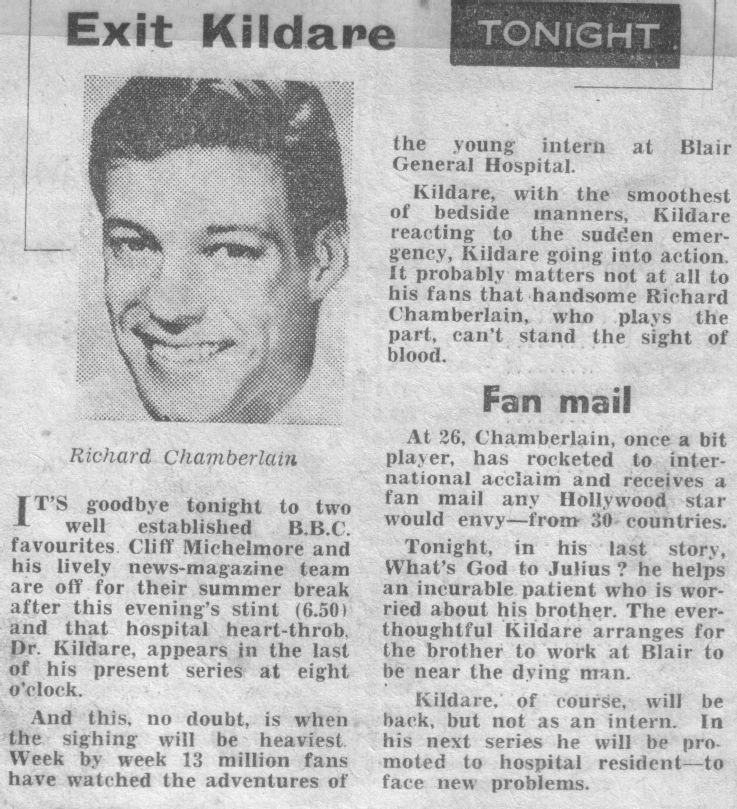 Exit Kildare
TONIGHT
Richard Chamberlain
IT'S goodbye tonight to two
well established B.B.C.
favourites. Cliff Michelmore and
his lively news-magazine team
are off for their summer break
after this evening's stint (6.50)
and that hospital heart-throb,
Dr. Kildare, appears in the last
of his present series at eight
o'clock.
And this, no doubt, is when
the sighing will be heaviest.
Week by week 13 million fans
have watched the adventures of
the young intern at Blair
General Hospital.
Kildare, with the smoothest
of bedside manners, Kildare
reacting to the sudden emer-
gency, Kildare going into action.
It probably matters not at all to
his fans that handsome Richard
Chamberlain, who plays the
part, can't stand the sight of
blood.
Fan mail
At 26, Chamberlain, once a bit
player, has rocketed to inter-
national acclaim and receives a
fan mail any Hollywood star
would envy—from 30 countries.
Tonight, in his last story,
What's God to Julius ? he helps
an incurable patient who is wor-
ried about his brother. The ever-
thoughtful Kildare arranges for
the brother to work at Blair to
be near the dying man.
Kildare, of course, will be
back, but not as an intern. In
his next series he will be pro-
moted to hospital resident—to
face new problems.